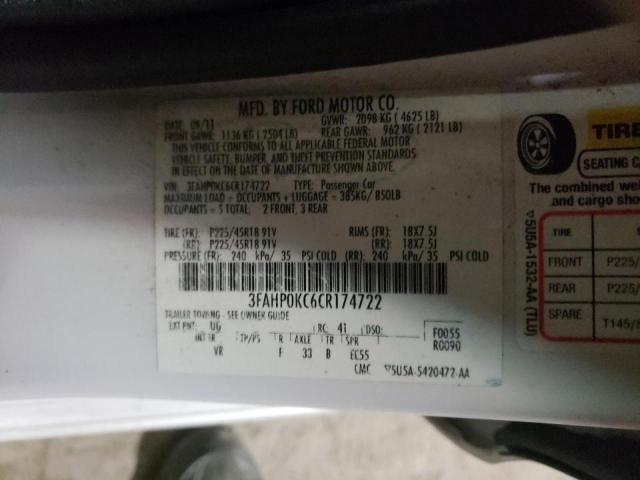 MFD. BY FORD MOTOR CO.
DATE: 09/11 GVWR: 2098 KG ( 4625 LB)
FRONT GAWR: 1136 KG ( 2504 LB) REAR GAWR: 962 KG ( 2121 LB)
THIS VEHICLE CONFORMS TO ALL APPLICABLE FEDERAL MOTOR
VEHICLE SAFETY, BUMPER, AND THEFT PREVENTION STANDARDS
IN EFFECT ON THE DATE OF MANUFACTURE SHOWN ABOVE.
VIN: 3FAHP0KC6CR174722 TYPE: Passenger Car
MAXIMUM LOAD = OCCUPANTS + LUGGAGE = 385KG/ 850LB
OCCUPANTS = 5 TOTAL: 2 FRONT, 3 REAR
TIRE (FR): P225/45R18 91V RIMS (FR): 18X7.5J
(RR): P225/45R18 91V (RR): 18X7.5J
PRESSURE (FR): 240 kPa/ 35 PSI COLD (RR): 240 kPa/ 35 PSI COLD
3FAHP0KC6CR174722
TRAILER TOWING - SEE OWNER GUIDE
EXT PNT: UG RC: 41 DSO: F0055
INT TR TP/PS R AXLE TR SPR R0090
VR F 33 B EE55
CMC ▽5U5A-5420472-AA
▽5U5A-1532-AA (TLU)
TIRE
SEATING
The combined
and cargo
TIRE
FRONT P225/
REAR P225/
SPARE T145/